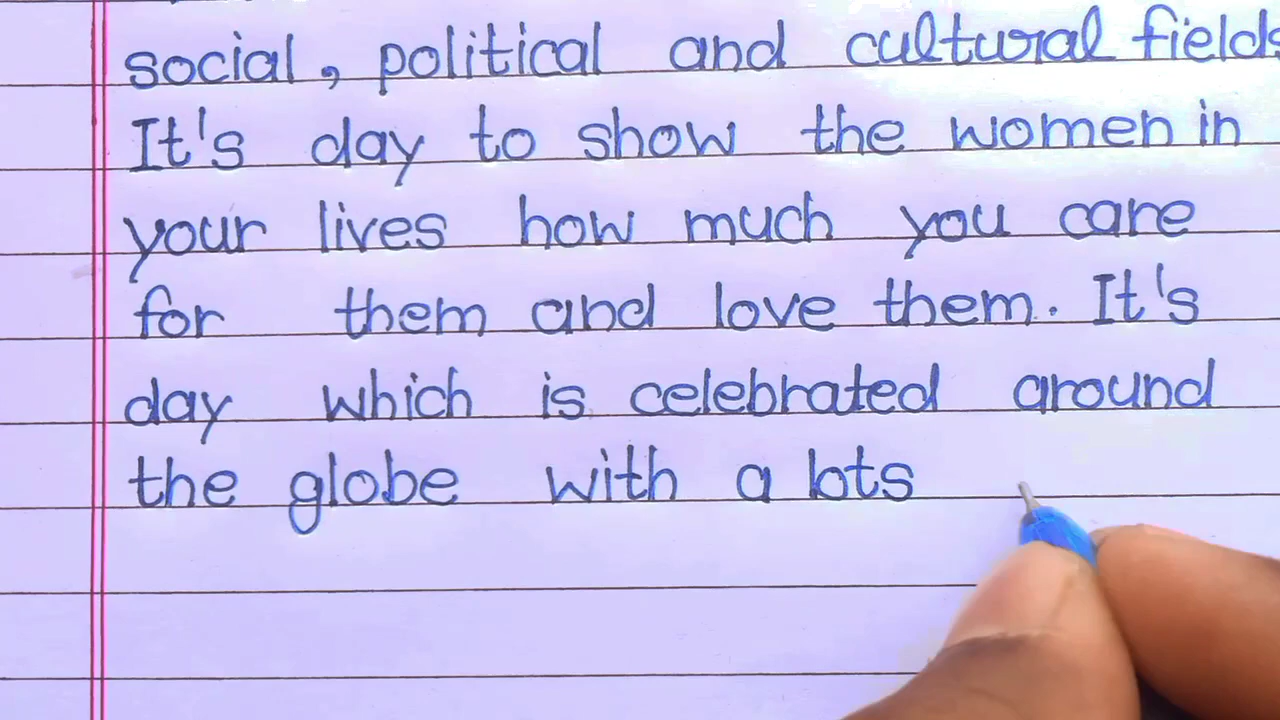 social, political and cultural fields
It's day to show the women in
your lives how much you care
for them and love them. It's
day which is celebrated around
the globe with a lots